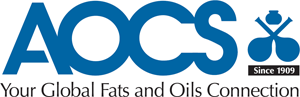 AOCS
Since 1909
Your Global Fats and Oils Connection